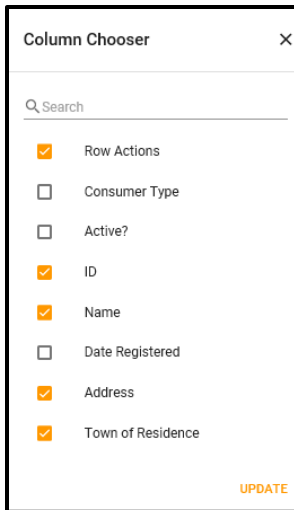 Column Chooser
Search
Row Actions
Consumer Type
Active?
ID
Name
Date Registered
Address
Town of Residence
UPDATE